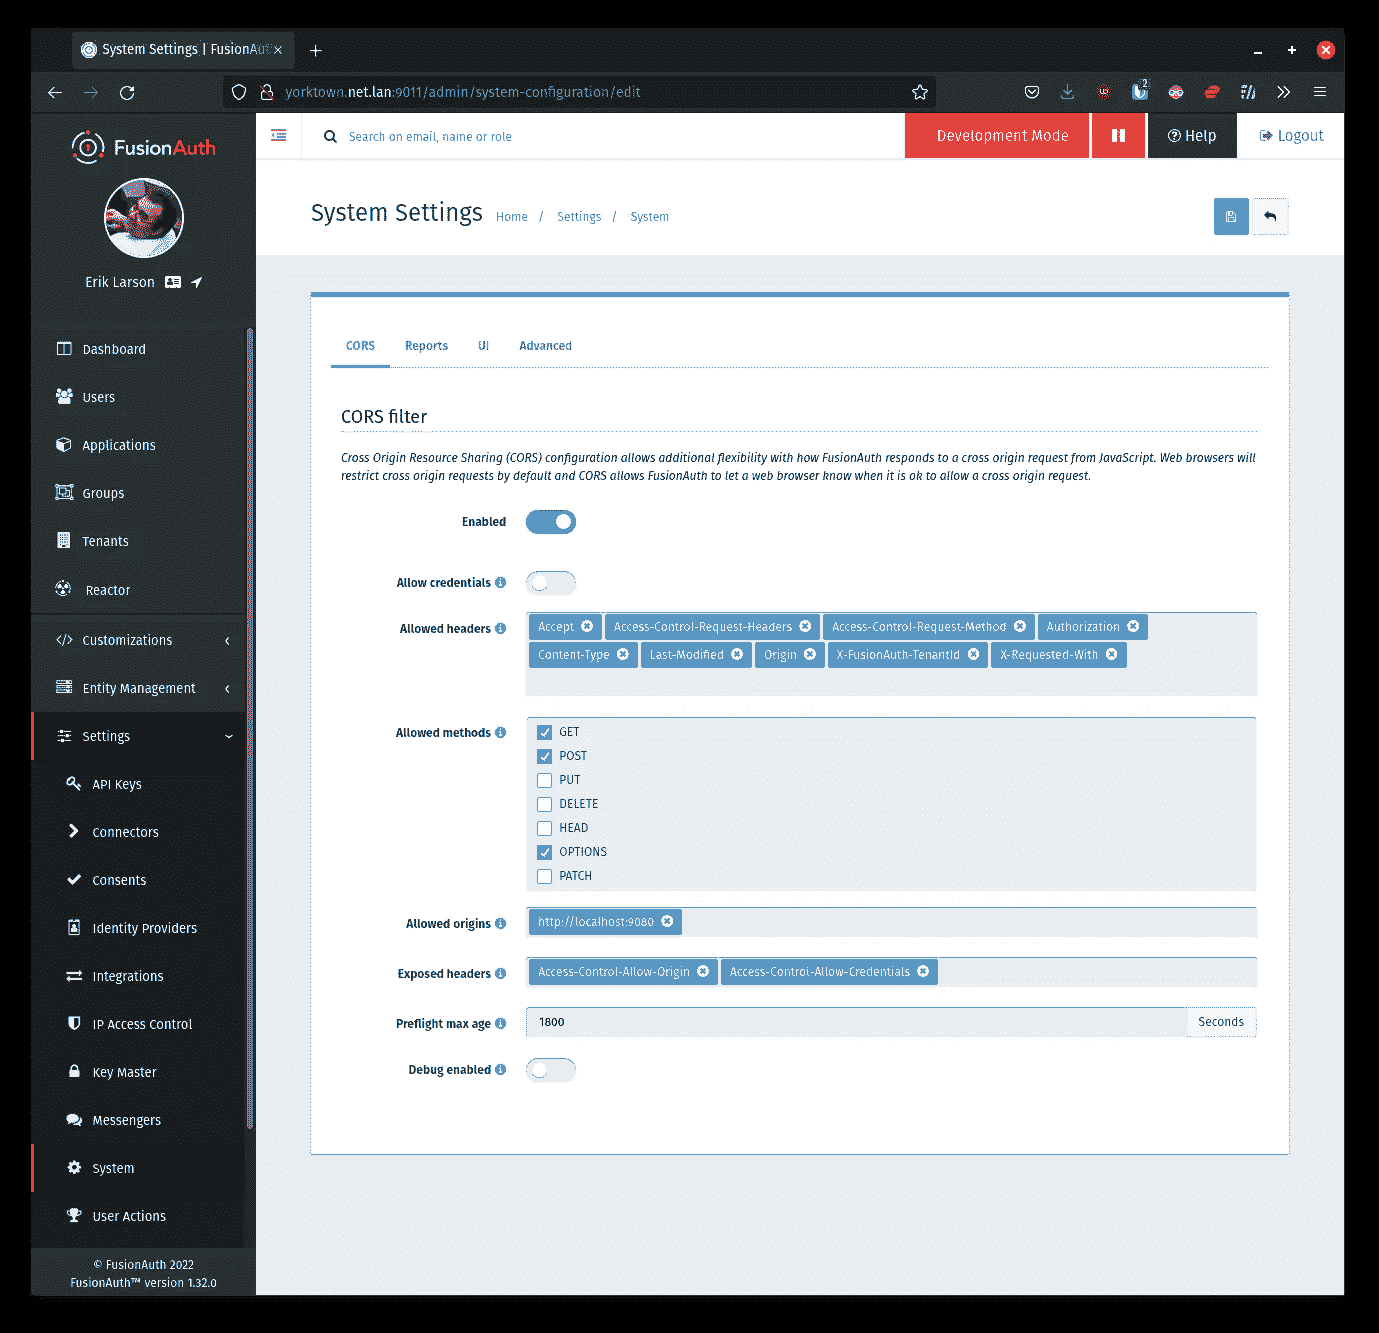 System Settings | FusionAut
yorktown.net.lan:9011/admin/system-configuration/edit
2
FusionAuth
Search on email, name or role
Development Mode
Help
Logout
System Settings
Home / Settings / System
Erik Larson
Dashboard
Users
Applications
Groups
Tenants
Reactor
Customizations
Entity Management
Settings
API Keys
Connectors
Consents
Identity Providers
Integrations
IP Access Control
Key Master
Messengers
System
User Actions
© FusionAuth 2022
FusionAuth™ version 1.32.0
CORS Reports UI Advanced
CORS filter
Cross Origin Resource Sharing (CORS) configuration allows additional flexibility with how FusionAuth responds to a cross origin request from JavaScript. Web browsers will
restrict cross origin requests by default and CORS allows FusionAuth to let a web browser know when it is ok to allow a cross origin request.
Enabled
Allow credentials
Allowed headers Accept Access-Control-Request-Headers Access-Control-Request-Method Authorization
Content-Type Last-Modified Origin X-FusionAuth-TenantId X-Requested-With
Allowed methods GET
POST
PUT
DELETE
HEAD
OPTIONS
PATCH
Allowed origins http://localhost:9080
Exposed headers Access-Control-Allow-Origin Access-Control-Allow-Credentials
Preflight max age 1800 Seconds
Debug enabled